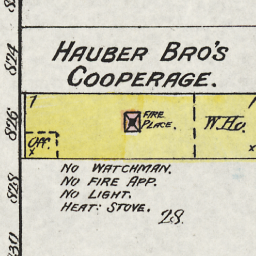 824
HAUBER BRO'S
COOPERAGE.
1
FIRE
PLACE.
W.HO.
1
826
OFF.
x
x
NO WATCHMAN.
NO FIRE APP.
NO LIGHT.
HEAT: STOVE.
28.
828
830